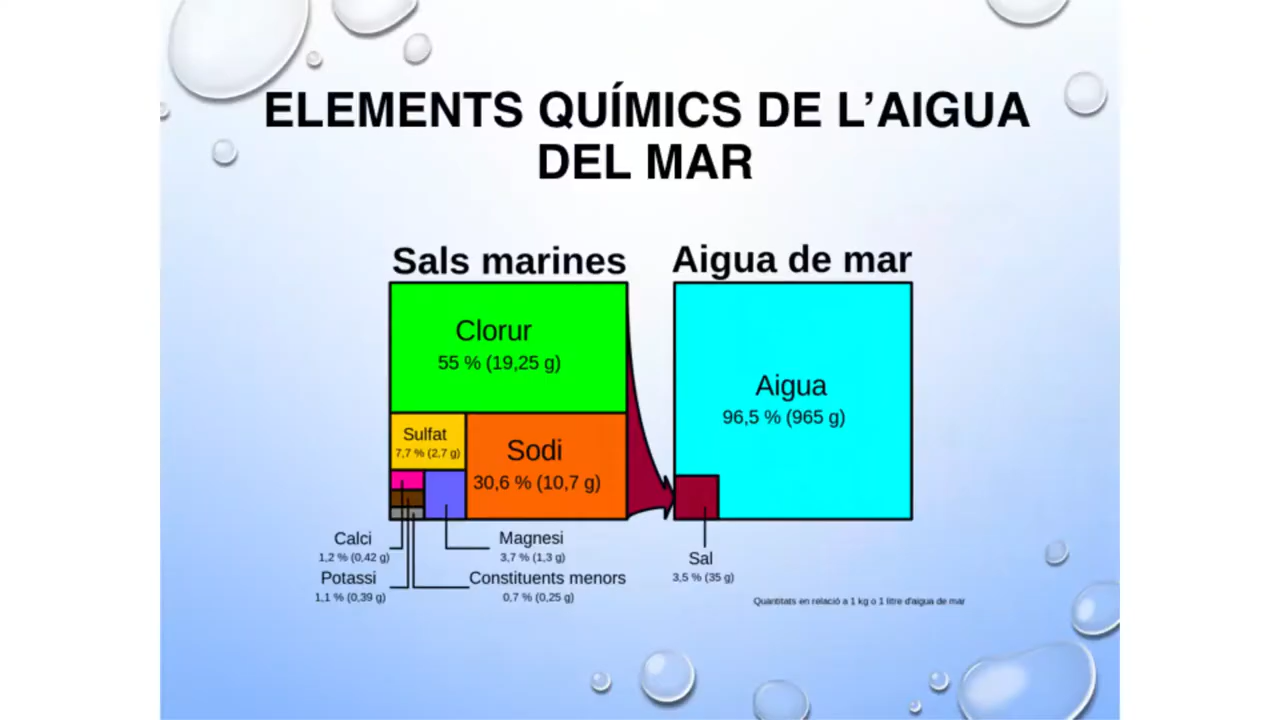 ELEMENTS QUÍMICS DE L’AIGUA
DEL MAR
Sals marines
Clorur
55 % (19,25 g)
Sulfat
7,7 % (2,7 g)
Sodi
30,6 % (10,7 g)
Calci
1,2 % (0,42 g)
Magnesi
3,7 % (1,3 g)
Potassi
1,1 % (0,39 g)
Constituents menors
0,7 % (0,25 g)
Aigua de mar
Aigua
96,5 % (965 g)
Sal
3,5 % (35 g)
Quantitats en relació a 1 kg o 1 litre d'aigua de mar